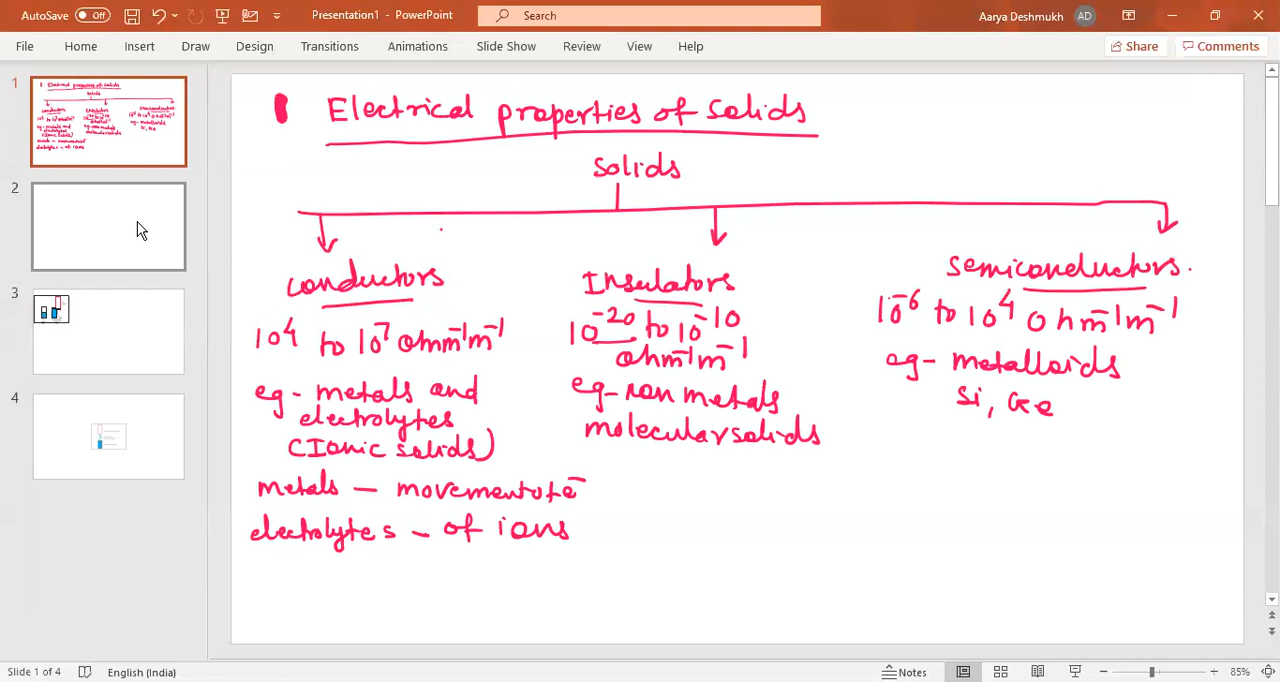 AutoSave Off
Presentation1 - PowerPoint
Search
Aarya Deshmukh AD
File Home Insert Draw Design Transitions Animations Slide Show Review View Help
Share Comments
1
2
3
4
Electrical properties of solids
solids
conductors
10⁴ to 10⁷ ohm⁻¹m⁻¹
eg - metals and
electrolytes
(Ionic solids)
metals - movement of e⁻
electrolytes - of ions
Insulators
10⁻²⁰ to 10⁻¹⁰
ohm⁻¹m⁻¹
eg - non metals
molecular solids
Semiconductors.
10⁻⁶ to 10⁴ ohm⁻¹m⁻¹
eg - metalloids
Si, Ge
Slide 1 of 4 English (India) Notes 85%